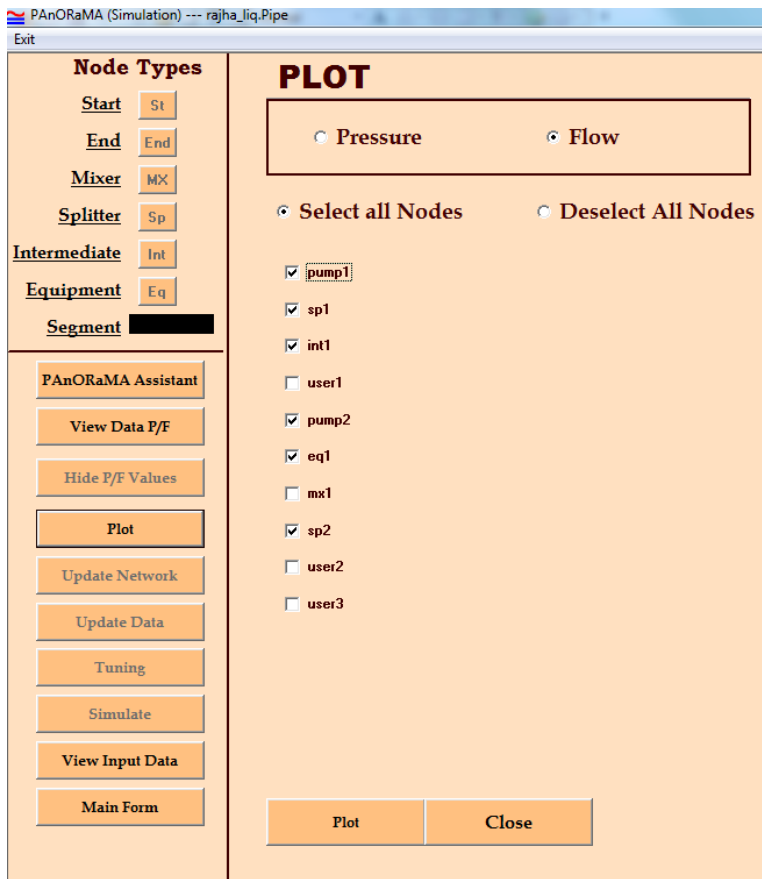 PAnORaMA (Simulation) --- rajha_liq.Pipe
Exit
Node Types
Start St
End End
Mixer MX
Splitter Sp
Intermediate Int
Equipment Eq
Segment
PAnORaMA Assistant
View Data P/F
Hide P/F Values
Plot
Update Network
Update Data
Tuning
Simulate
View Input Data
Main Form
PLOT
Pressure Flow
Select all Nodes Deselect All Nodes
pump1
sp1
int1
user1
pump2
eq1
mx1
sp2
user2
user3
Plot Close